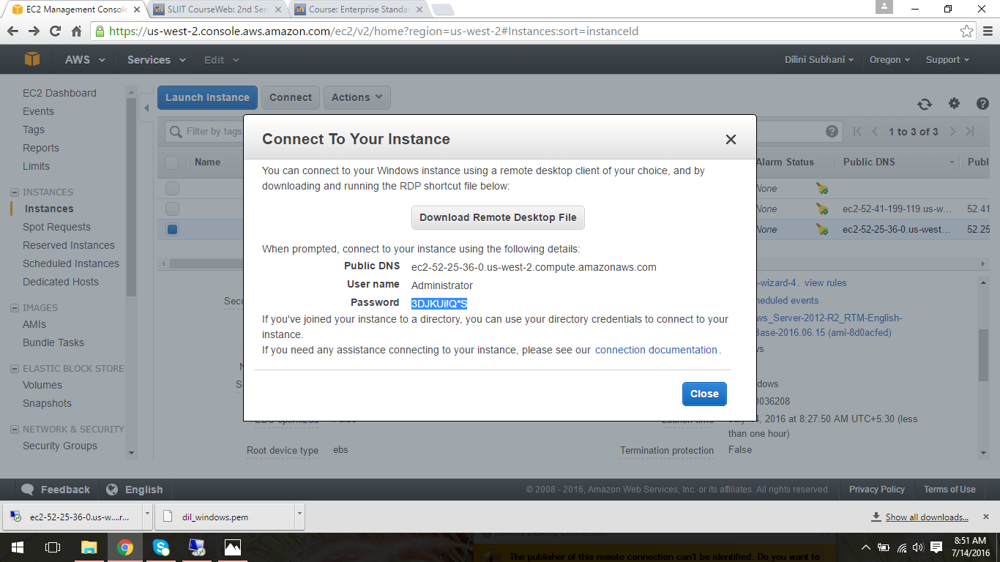 EC2 Management Console
SLIIT CourseWeb: 2nd Sem
Course: Enterprise Standa
https://us-west-2.console.aws.amazon.com/ec2/v2/home?region=us-west-2#Instances:sort=instanceId
AWS Services Edit Dilini Subhani Oregon Support
EC2 Dashboard
Events
Tags
Reports
Limits
INSTANCES
Instances
Spot Requests
Reserved Instances
Scheduled Instances
Dedicated Hosts
IMAGES
AMIs
Bundle Tasks
ELASTIC BLOCK STORE
Volumes
Snapshots
NETWORK & SECURITY
Security Groups
Launch Instance Connect Actions
Filter by tags
1 to 3 of 3
Name Alarm Status Public DNS Publ
None
None ec2-52-41-199-119.us-w... 52.41
None ec2-52-25-36-0.us-west... 52.25
Connect To Your Instance
You can connect to your Windows instance using a remote desktop client of your choice, and by
downloading and running the RDP shortcut file below:
Download Remote Desktop File
When prompted, connect to your instance using the following details:
Public DNS ec2-52-25-36-0.us-west-2.compute.amazonaws.com
User name Administrator
Password 3DJKUi!Q*S
If you've joined your instance to a directory, you can use your directory credentials to connect to your
instance.
If you need any assistance connecting to your instance, please see our connection documentation.
Close
Secu
-wizard-4. view rules
heduled events
ws_Server-2012-R2_RTM-English-
Base-2016.06.15 (ami-8d0acfed)
ws
dows
0036208
EBS optimized False
Launch time July 14, 2016 at 8:27:50 AM UTC+5:30 (less
than one hour)
Root device type ebs
Termination protection False
Feedback English
© 2008 - 2016, Amazon Web Services, Inc. or its affiliates. All rights reserved.
Privacy Policy Terms of Use
ec2-52-25-36-0.us-w....r...
dil_windows.pem
Show all downloads...
Remote Desktop Connection
The publisher of this remote connection can't be identified. Do you want to
8:51 AM
7/14/2016